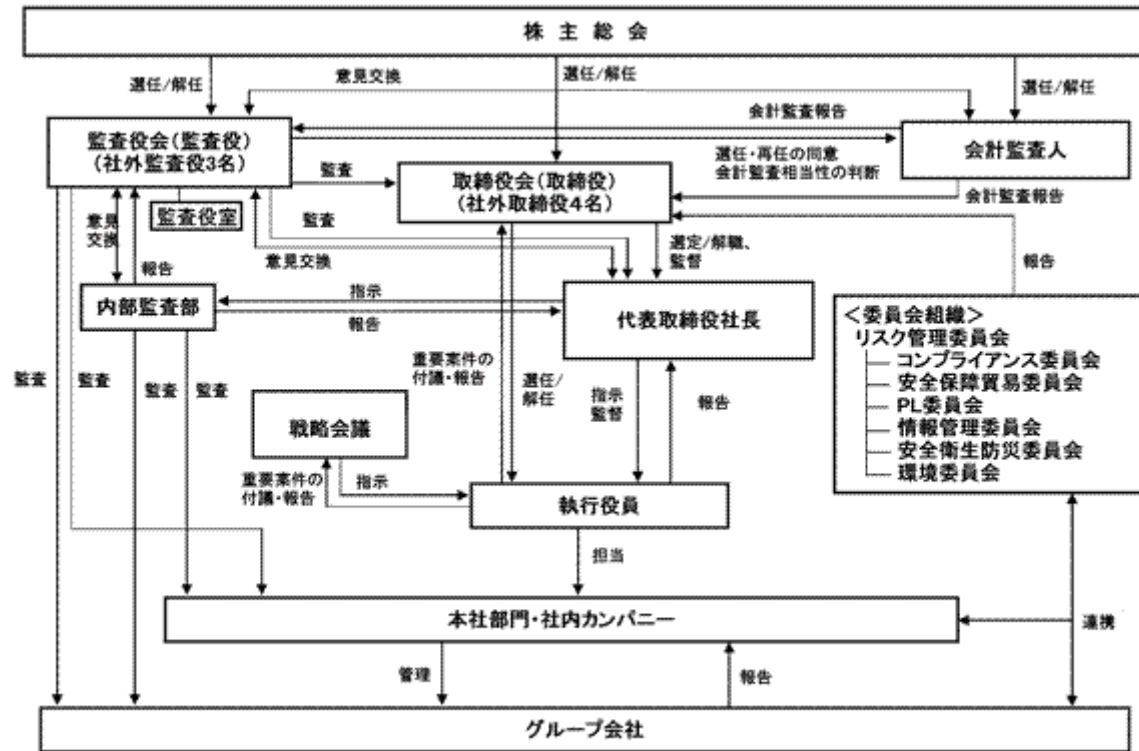 株主総会
選任/解任
意見交換
選任/解任
選任/解任
会計監査報告
監査役会(監査役)
(社外監査役3名)
会計監査人
選任・再任の同意
会計監査相当性の判断
監査
取締役会(取締役)
(社外取締役4名)
会計監査報告
監査役室
監査
意見
交換
選定/解職、
監督
意見交換
報告
報告
指示
内部監査部
代表取締役社長
報告
<委員会組織>
リスク管理委員会
コンプライアンス委員会
安全保障貿易委員会
PL委員会
情報管理委員会
安全衛生防災委員会
環境委員会
重要案件の
付議・報告
選任/
解任
監査
監査
監査
監査
指示
監督
報告
戦略会議
重要案件の
付議・報告
指示
執行役員
担当
本社部門・社内カンパニー
連携
管理
報告
グループ会社